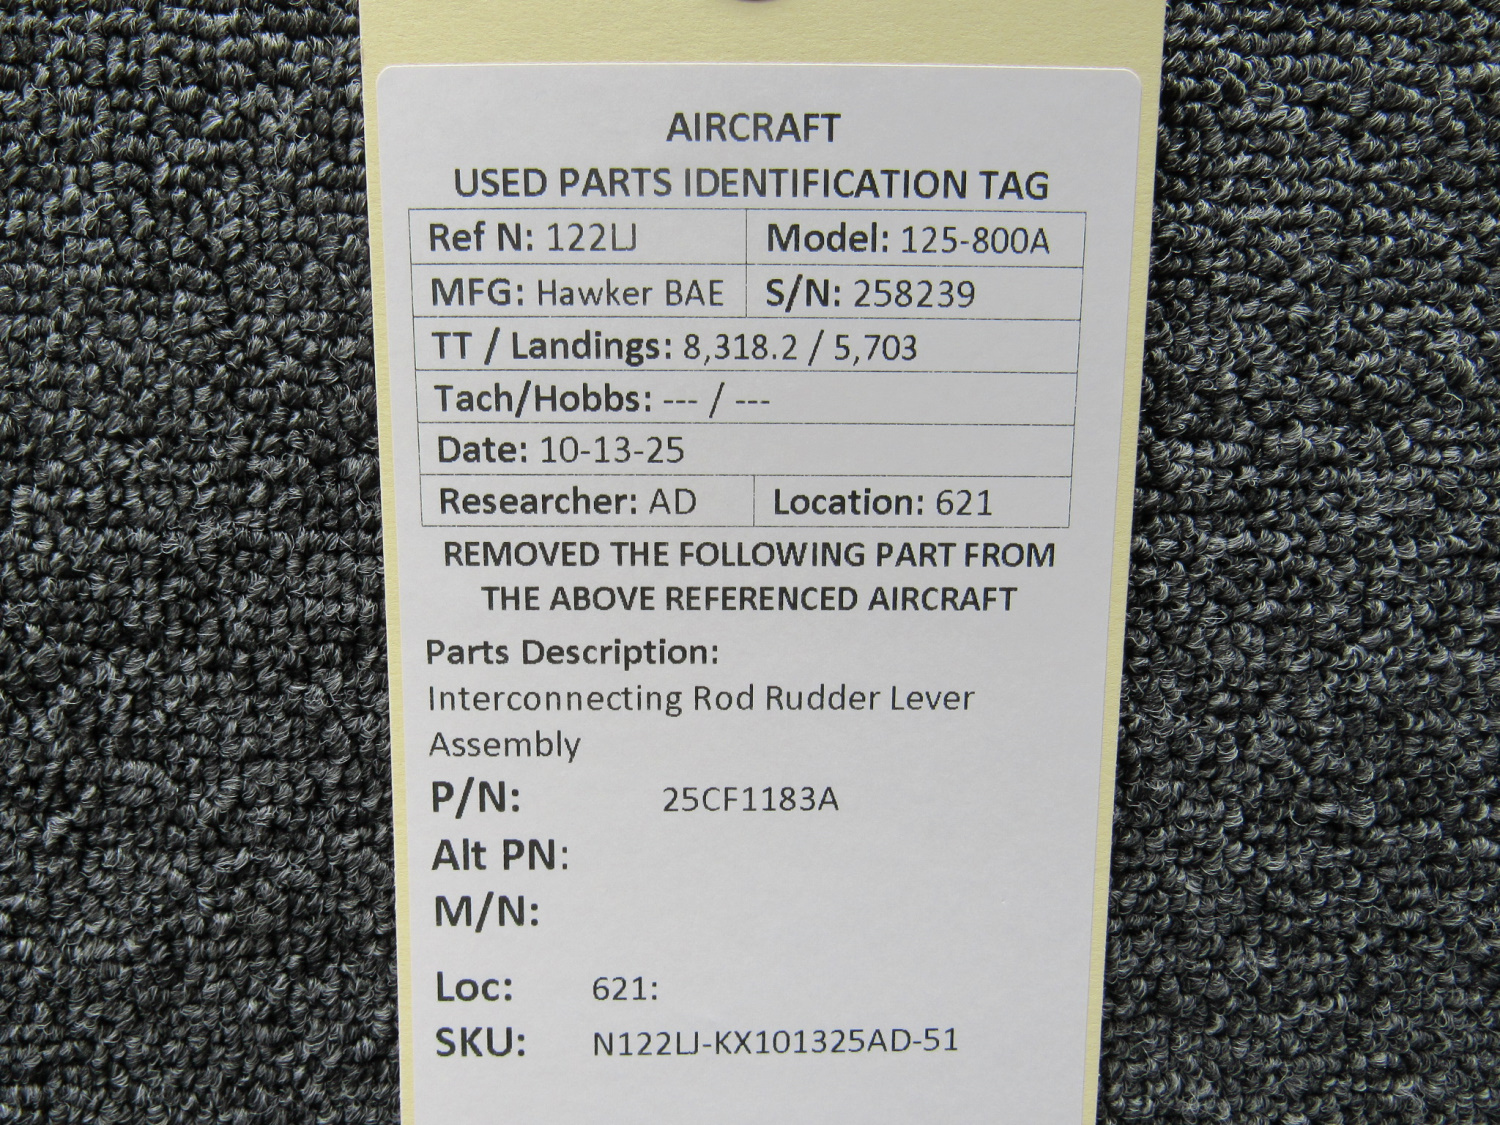 AIRCRAFT
USED PARTS IDENTIFICATION TAG
Ref N: 122LJ Model: 125-800A
MFG: Hawker BAE S/N: 258239
TT / Landings: 8,318.2 / 5,703
Tach/Hobbs: --- / ---
Date: 10-13-25
Researcher: AD Location: 621
REMOVED THE FOLLOWING PART FROM
THE ABOVE REFERENCED AIRCRAFT
Parts Description:
Interconnecting Rod Rudder Lever
Assembly
P/N: 25CF1183A
Alt PN:
M/N:
Loc: 621:
SKU: N122LJ-KX101325AD-51